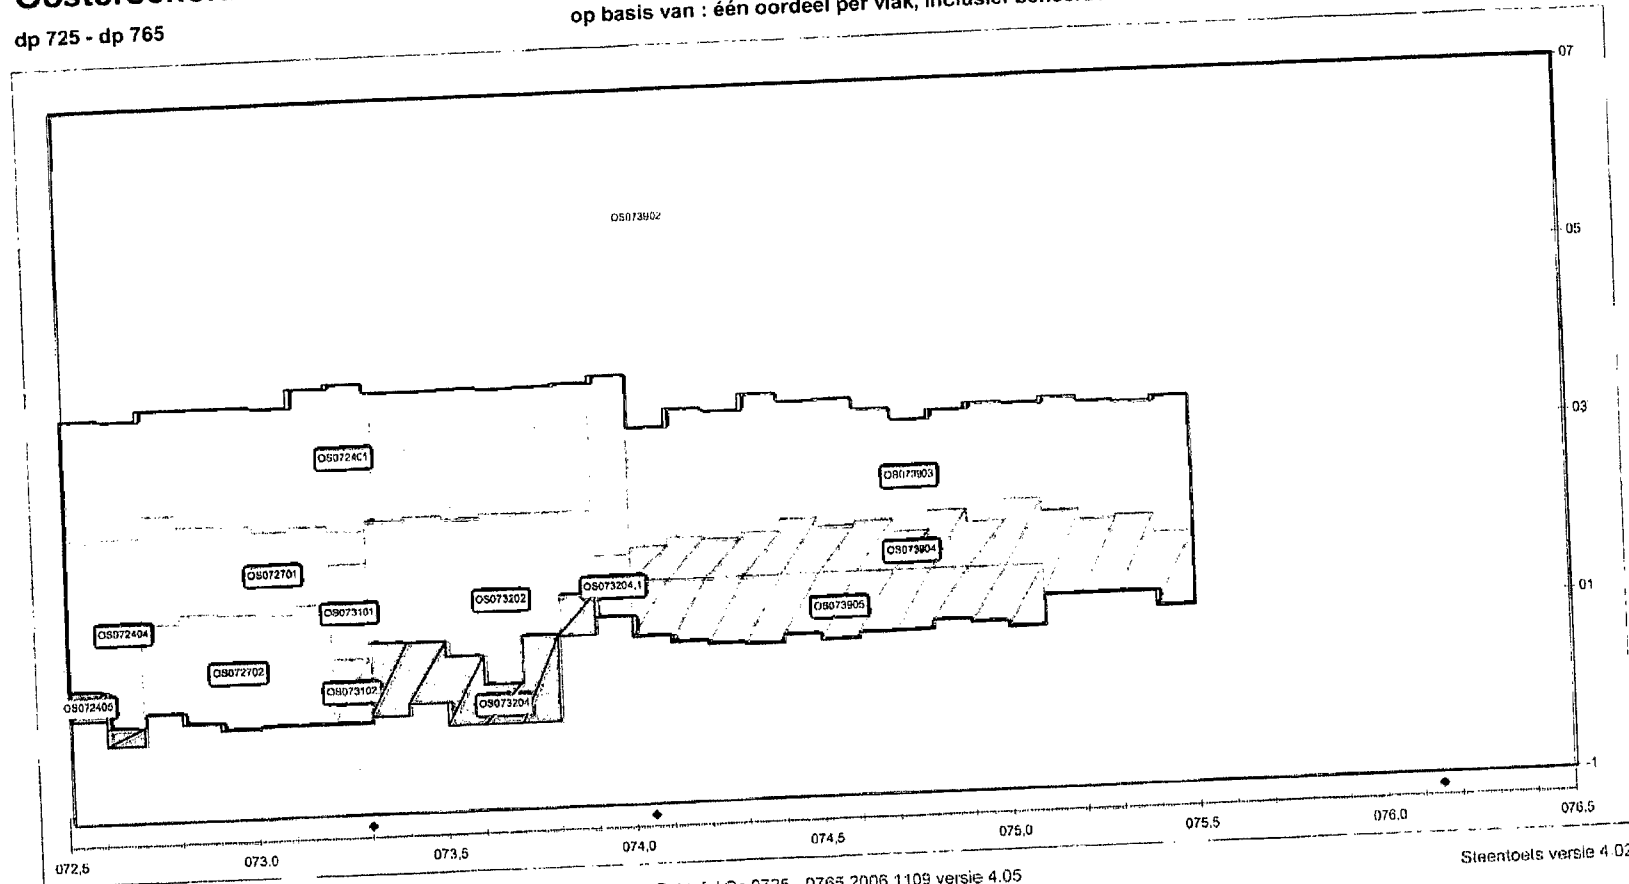 dp 725 - dp 765
op basis van : één oordeel per vlak, inclusief
07
OS073902
05
03
OS072401
OS073903
OS073904
OS072701
OS073204,1
01
OS073202
OS073101
OS073905
OS072404
OS072702
OS073102
OS073204
OS072405
-1
072,5
073.0
073,5
074,0
074,5
075,0
075,5
076,0
076,5
0725 - 0765 2006 1109 versie 4.05
Steentoets versie 4.02